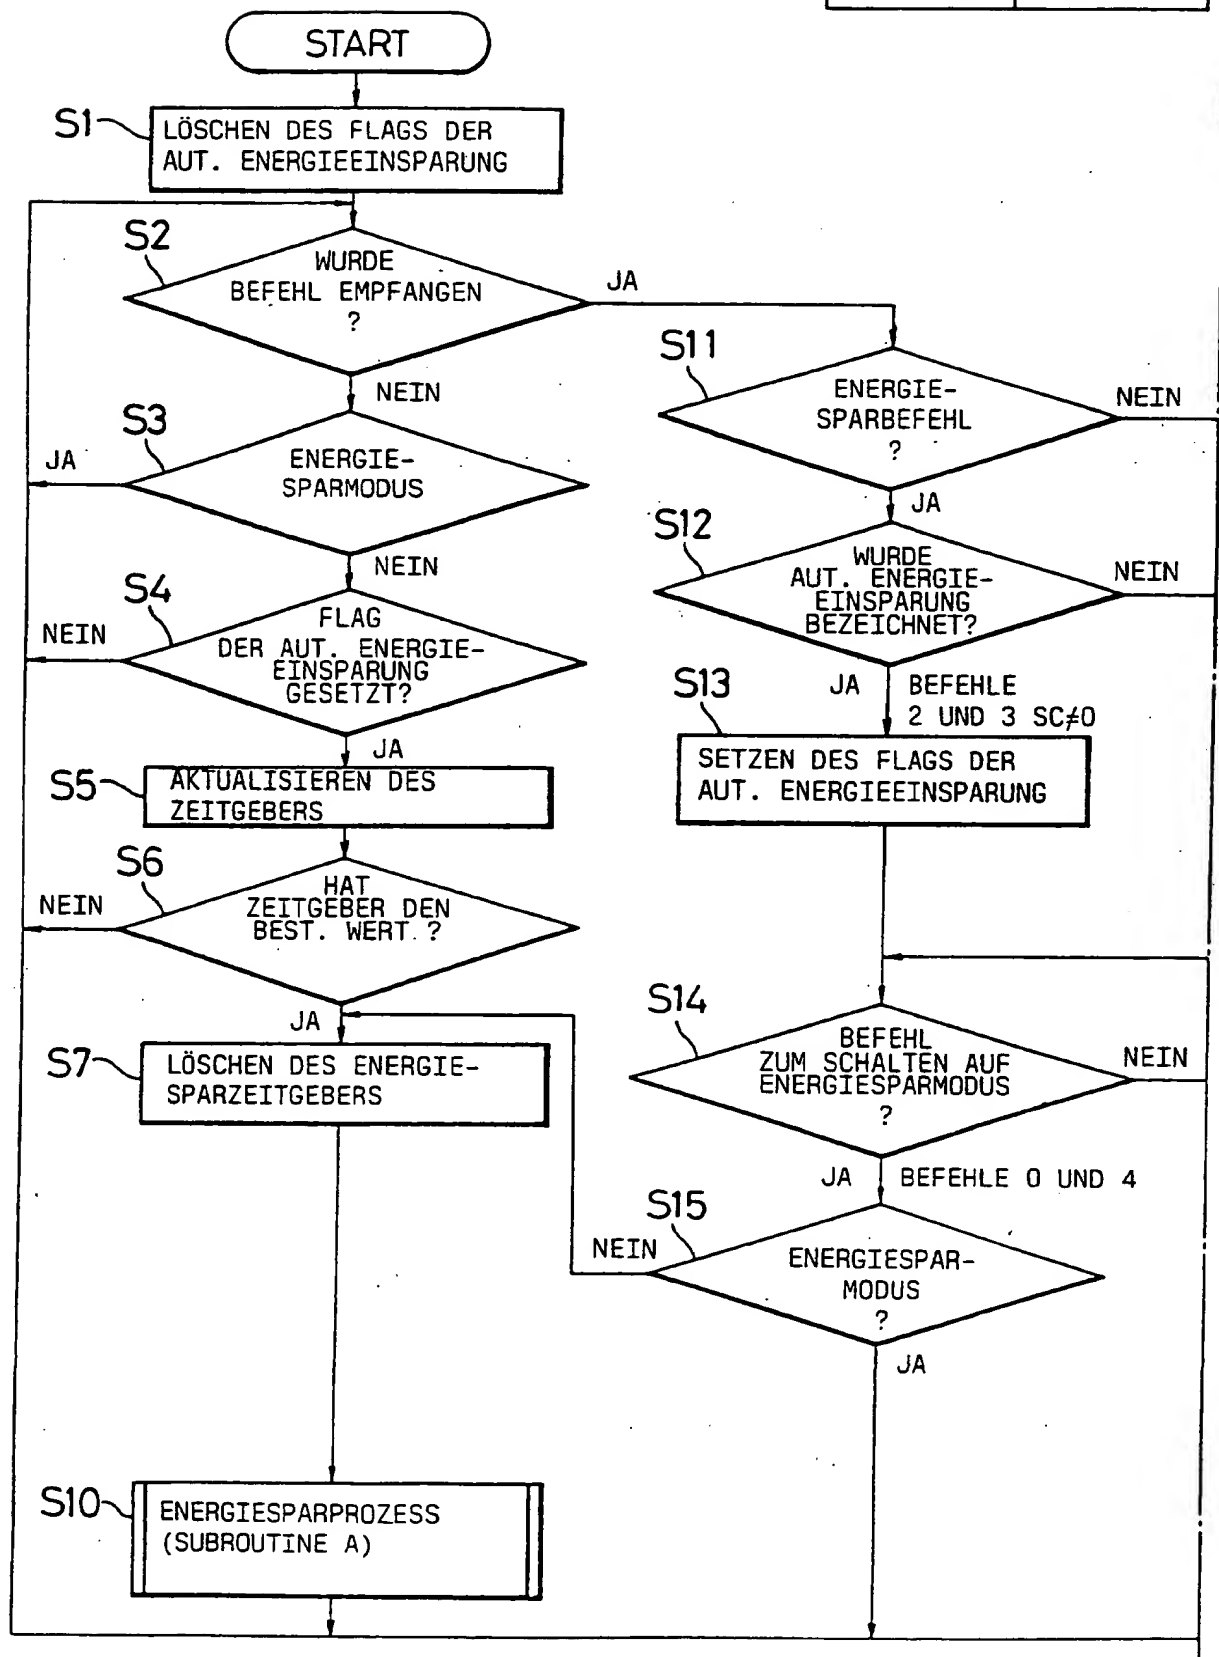 START
S1
LÖSCHEN DES FLAGS DER
AUT. ENERGIEEINSPARUNG
S2
WURDE
BEFEHL EMPFANGEN
?
JA
NEIN
S3
ENERGIE-
SPARMODUS
JA
NEIN
S4
FLAG
DER AUT. ENERGIE-
EINSPARUNG
GESETZT?
NEIN
JA
S5
AKTUALISIEREN DES
ZEITGEBERS
S6
HAT
ZEITGEBER DEN
BEST. WERT ?
NEIN
JA
S7
LÖSCHEN DES ENERGIE-
SPARZEITGEBERS
S10
ENERGIESPARPROZESS
(SUBROUTINE A)
S11
ENERGIE-
SPARBEFEHL
?
NEIN
JA
S12
WURDE
AUT. ENERGIE-
EINSPARUNG
BEZEICHNET?
NEIN
JA
BEFEHLE
2 UND 3 SC≠0
S13
SETZEN DES FLAGS DER
AUT. ENERGIEEINSPARUNG
S14
BEFEHL
ZUM SCHALTEN AUF
ENERGIESPARMODUS
?
NEIN
JA
BEFEHLE 0 UND 4
S15
ENERGIESPAR-
MODUS
?
NEIN
JA